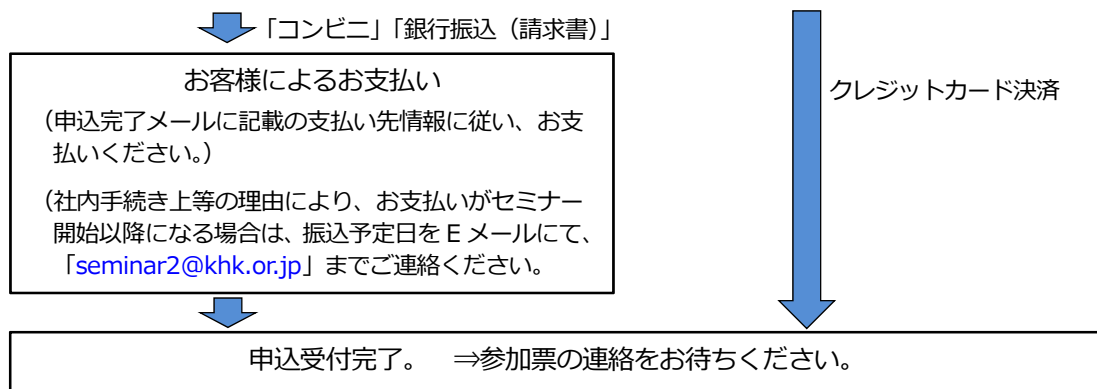 「コンビニ」「銀行振込（請求書）」
お客様によるお支払い
クレジットカード決済
（申込完了メールに記載の支払い先情報に従い、お支
払いください。）
（社内手続き上等の理由により、お支払いがセミナー
開始以降になる場合は、振込予定日を E メールにて、
「seminar2@khk.or.jp」までご連絡ください。
申込受付完了。　⇒参加票の連絡をお待ちください。